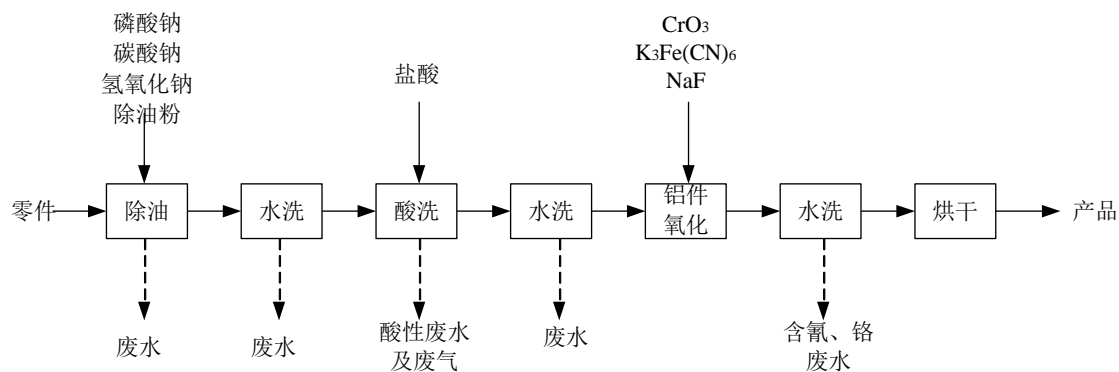 磷酸钠
碳酸钠
氢氧化钠
除油粉
盐酸
CrO3
K3Fe(CN)6
NaF
零件
除油
水洗
酸洗
水洗
铝件
氧化
水洗
烘干
产品
废水
废水
酸性废水
及废气
废水
含氰、铬
废水